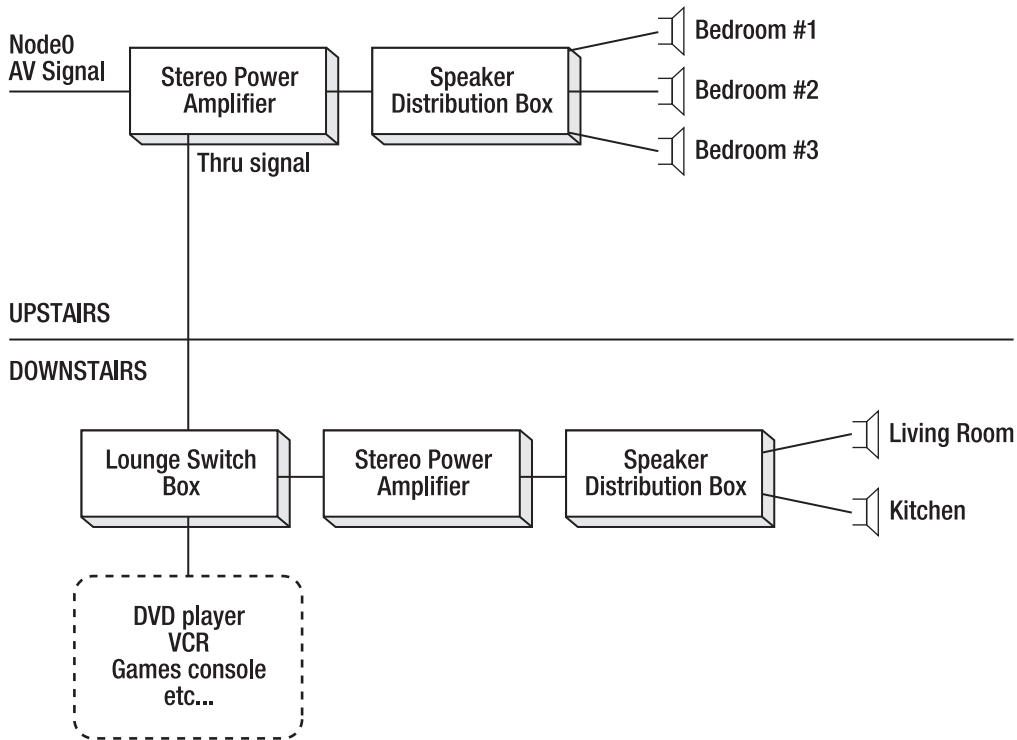 Node0
AV Signal
Stereo Power
Amplifier
Speaker
Distribution Box
Bedroom #1
Bedroom #2
Bedroom #3
Thru signal
UPSTAIRS
DOWNSTAIRS
Lounge Switch
Box
Stereo Power
Amplifier
Speaker
Distribution Box
Living Room
Kitchen
DVD player
VCR
Games console
etc...